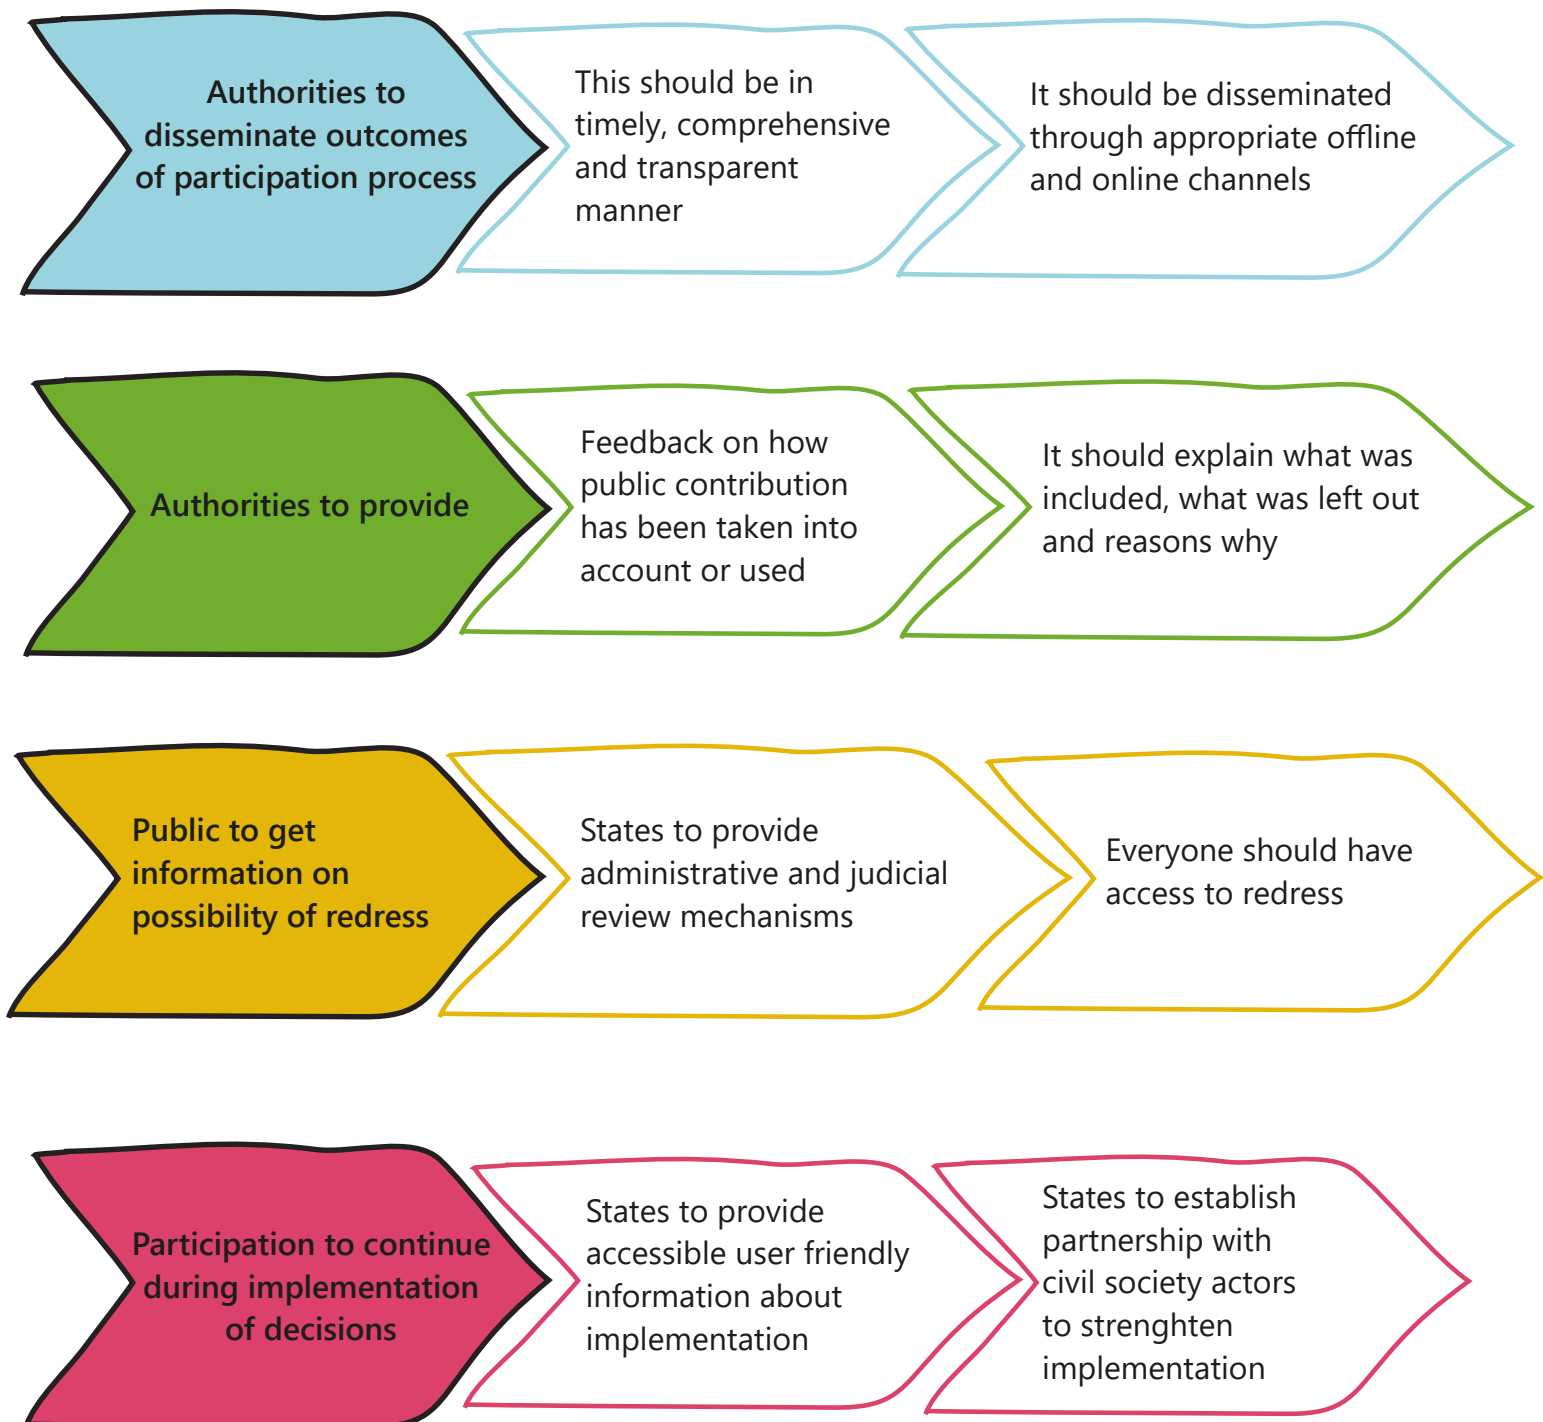 Authorities to
disseminate outcomes
of participation process
This should be in
timely, comprehensive
and transparent
manner
It should be disseminated
through appropriate offline
and online channels
Authorities to provide
Feedback on how
public contribution
has been taken into
account or used
It should explain what was
included, what was left out
and reasons why
Public to get
information on
possibility of redress
States to provide
administrative and judicial
review mechanisms
Everyone should have
access to redress
Participation to continue
during implementation
of decisions
States to provide
accessible user friendly
information about
implementation
States to establish
partnership with
civil society actors
to strenghten
implementation